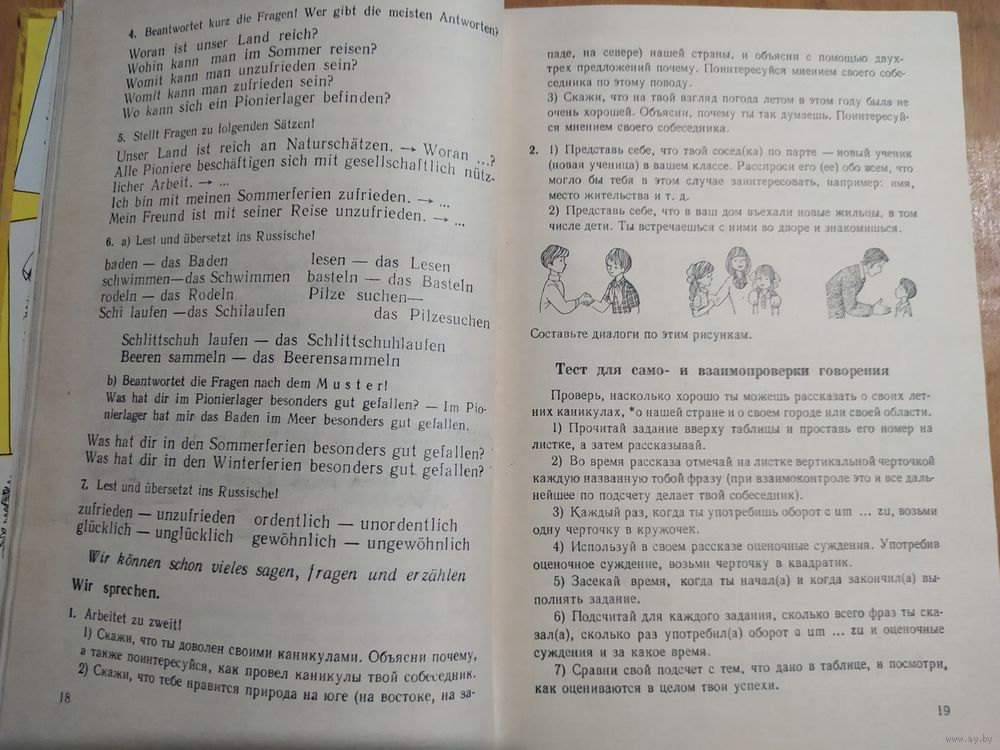 4. Beantwortet kurz die Fragen! Wer gibt die meisten Antworten?
Woran ist unser Land reich?
Wohin kann man im Sommer reisen?
Womit kann man unzufrieden sein?
Womit kann man zufrieden sein?
Wo kann sich ein Pionierlager befinden?
5. Stellt Fragen zu folgenden Sätzen!
Unser Land ist reich an Naturschätzen. → Woran ...?
Alle Pioniere beschäftigen sich mit gesellschaftlich nütz-
licher Arbeit. → ...
Ich bin mit meinen Sommerferien zufrieden. → ...
Mein Freund ist mit seiner Reise unzufrieden. → ...
6. a) Lest und übersetzt ins Russische!
baden — das Baden lesen — das Lesen
schwimmen—das Schwimmen basteln — das Basteln
rodeln — das Rodeln Pilze suchen—
Schi laufen —das Schilaufen das Pilzesuchen
Schlittschuh laufen — das Schlittschuhlaufen
Beeren sammeln — das Beerensammeln
b) Beantwortet die Fragen nach dem Muster!
Was hat dir im Pionierlager besonders gut gefallen? — Im Pio-
nierlager hat mir das Baden im Meer besonders gut gefallen.
Was hat dir in den Sommerferien besonders gut gefallen?
Was hat dir in den Winterferien besonders gut gefallen?
7. Lest und übersetzt ins Russische!
zufrieden — unzufrieden ordentlich — unordentlich
glücklich — unglücklich gewöhnlich — ungewöhnlich
Wir können schon vieles sagen, fragen und erzählen
Wir sprechen.
1. Arbeitet zu zweit!
1) Скажи, что ты доволен своими каникулами. Объясни почему,
а также поинтересуйся, как провел каникулы твой собеседник.
2) Скажи, что тебе нравится природа на юге (на востоке, на за-
18
паде, на севере) нашей страны, и объясни с помощью двух-
трех предложений почему. Поинтересуйся мнением своего собе-
седника по этому поводу.
3) Скажи, что на твой взгляд погода летом в этом году была не
очень хорошей. Объясни, почему ты так думаешь. Поинтересуй-
ся мнением своего собеседника.
2. 1) Представь себе, что твой сосед(ка) по парте — новый ученик
(новая ученица) в вашем классе. Расспроси его (ее) обо всем, что
могло бы тебя в этом случае заинтересовать, например: имя,
место жительства и т. д.
2) Представь себе, что в ваш дом въехали новые жильцы, в том
числе дети. Ты встречаешься с ними во дворе и знакомишься.
Составьте диалоги по этим рисункам.
Тест для само- и взаимопроверки говорения
Проверь, насколько хорошо ты можешь рассказать о своих лет-
них каникулах, *о нашей стране и о своем городе или своей области.
1) Прочитай задание вверху таблицы и проставь его номер на
листке, а затем рассказывай.
2) Во время рассказа отмечай на листке вертикальной черточкой
каждую названную тобой фразу (при взаимоконтроле это и все даль-
нейшее по подсчету делает твой собеседник).
3) Каждый раз, когда ты употребишь оборот с um ... zu, возьми
одну черточку в кружочек.
4) Используй в своем рассказе оценочные суждения. Употребив
оценочное суждение, возьми черточку в квадратик.
5) Засекай время, когда ты начал(а) и когда закончил(а) вы-
полнять задание.
6) Подсчитай для каждого задания, сколько всего фраз ты ска-
зал(а), сколько раз употребил(а) оборот с um ... zu и оценочные
суждения и за какое время.
7) Сравни свой подсчет с тем, что дано в таблице, и посмотри,
как оцениваются в целом твои успехи.
19
www.ay.by